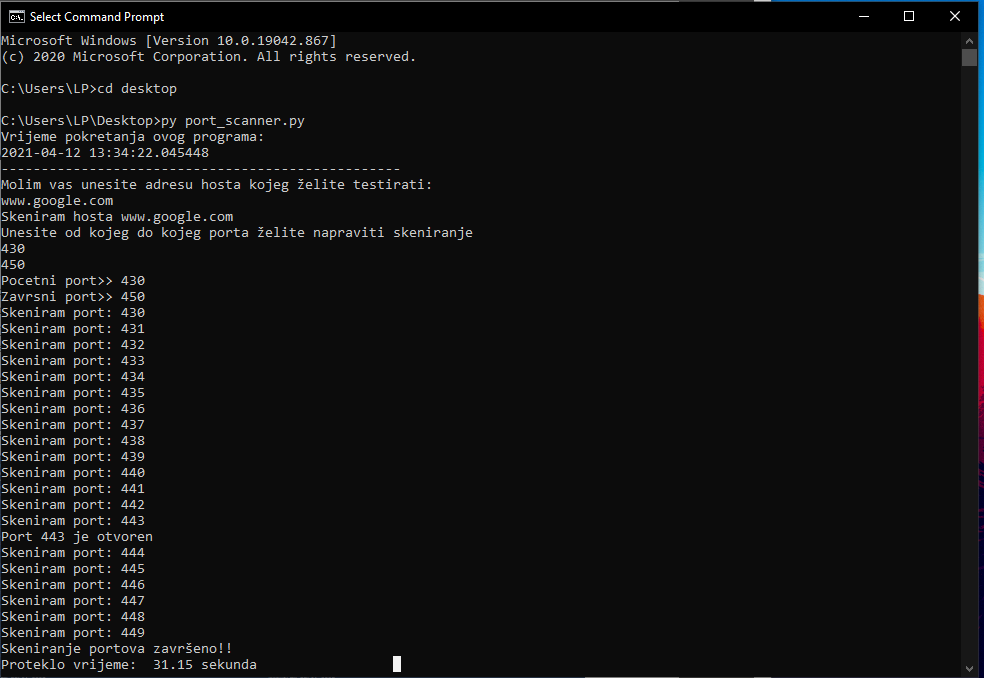 Select Command Prompt
Microsoft Windows [Version 10.0.19042.867]
(c) 2020 Microsoft Corporation. All rights reserved.
C:\Users\LP>cd desktop
C:\Users\LP\Desktop>py port_scanner.py
Vrijeme pokretanja ovog programa:
2021-04-12 13:34:22.045448
--------------------------------------------------
Molim vas unesite adresu hosta kojeg želite testirati:
www.google.com
Skeniram hosta www.google.com
Unesite od kojeg do kojeg porta želite napraviti skeniranje
430
450
Pocetni port>> 430
Zavrsni port>> 450
Skeniram port: 430
Skeniram port: 431
Skeniram port: 432
Skeniram port: 433
Skeniram port: 434
Skeniram port: 435
Skeniram port: 436
Skeniram port: 437
Skeniram port: 438
Skeniram port: 439
Skeniram port: 440
Skeniram port: 441
Skeniram port: 442
Skeniram port: 443
Port 443 je otvoren
Skeniram port: 444
Skeniram port: 445
Skeniram port: 446
Skeniram port: 447
Skeniram port: 448
Skeniram port: 449
Skeniranje portova završeno!!
Proteklo vrijeme:  31.15 sekunda